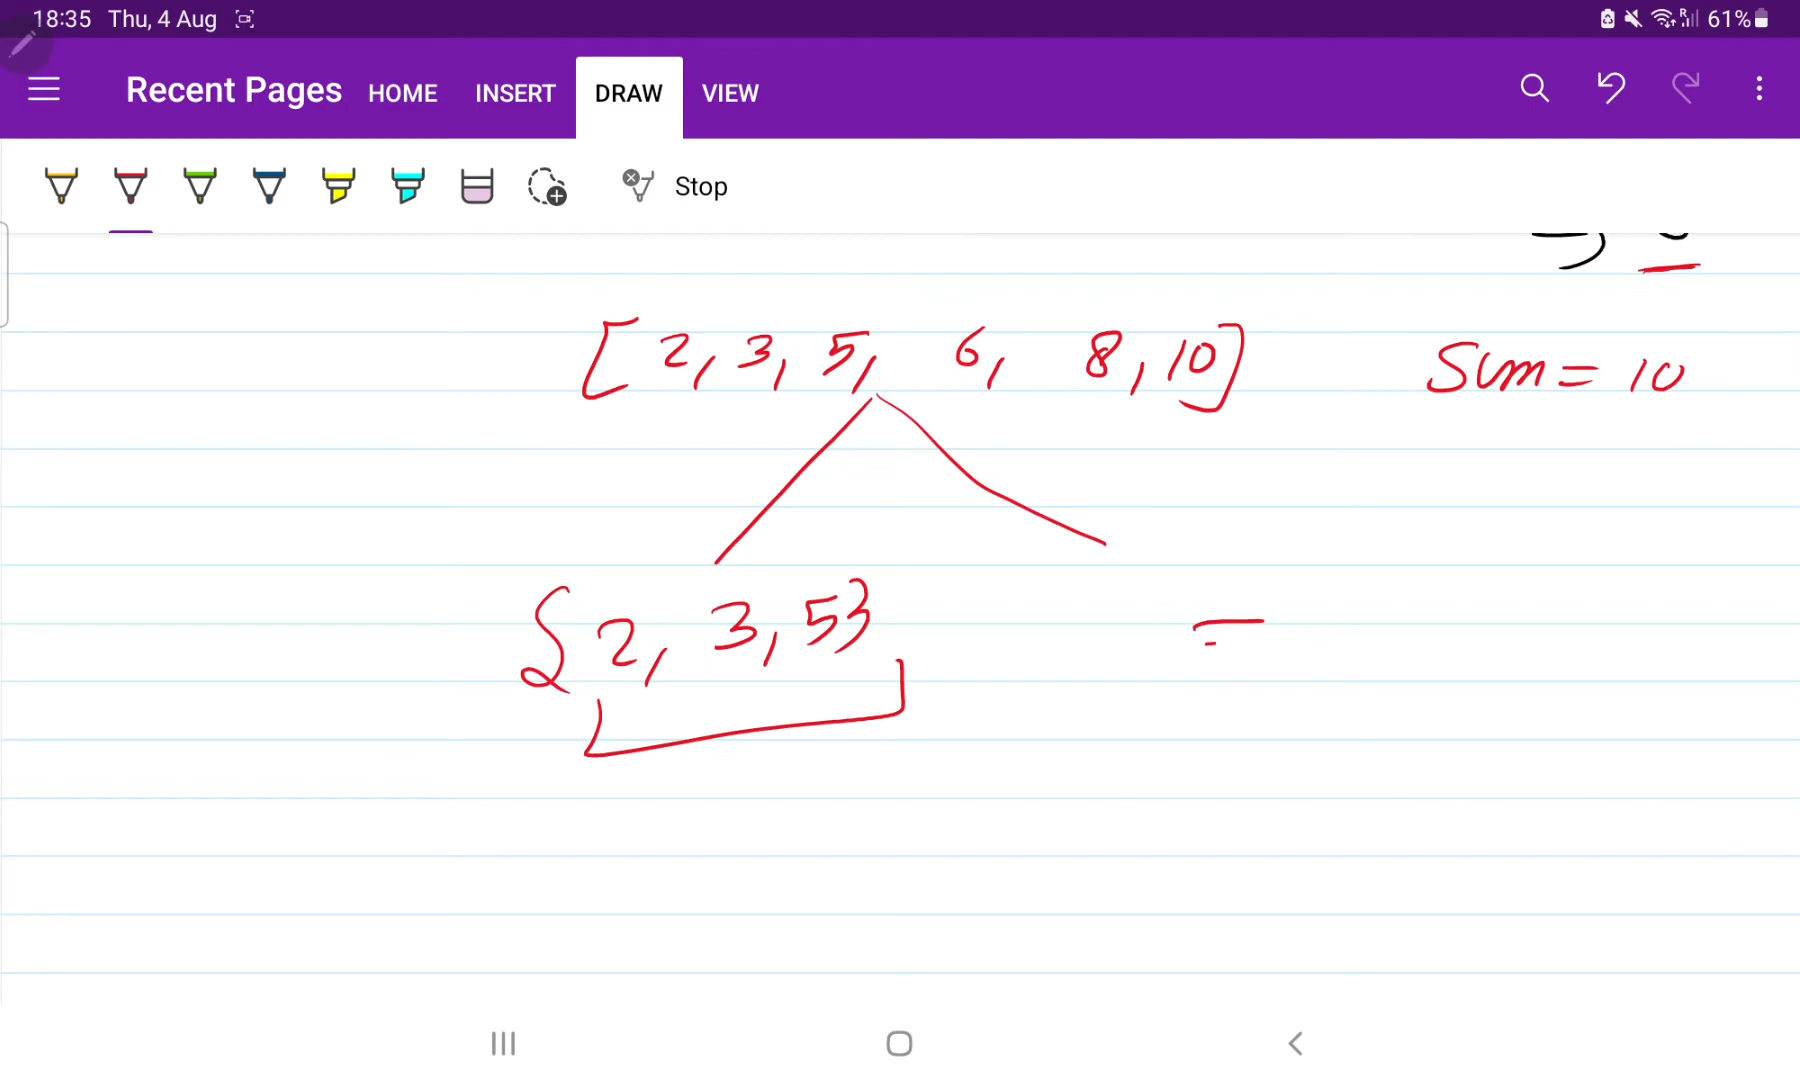 18:35 Thu, 4 Aug 61%
Recent Pages HOME INSERT DRAW VIEW
Stop
[2, 3, 5, 6, 8, 10] Sum = 10
{2, 3, 5}
=